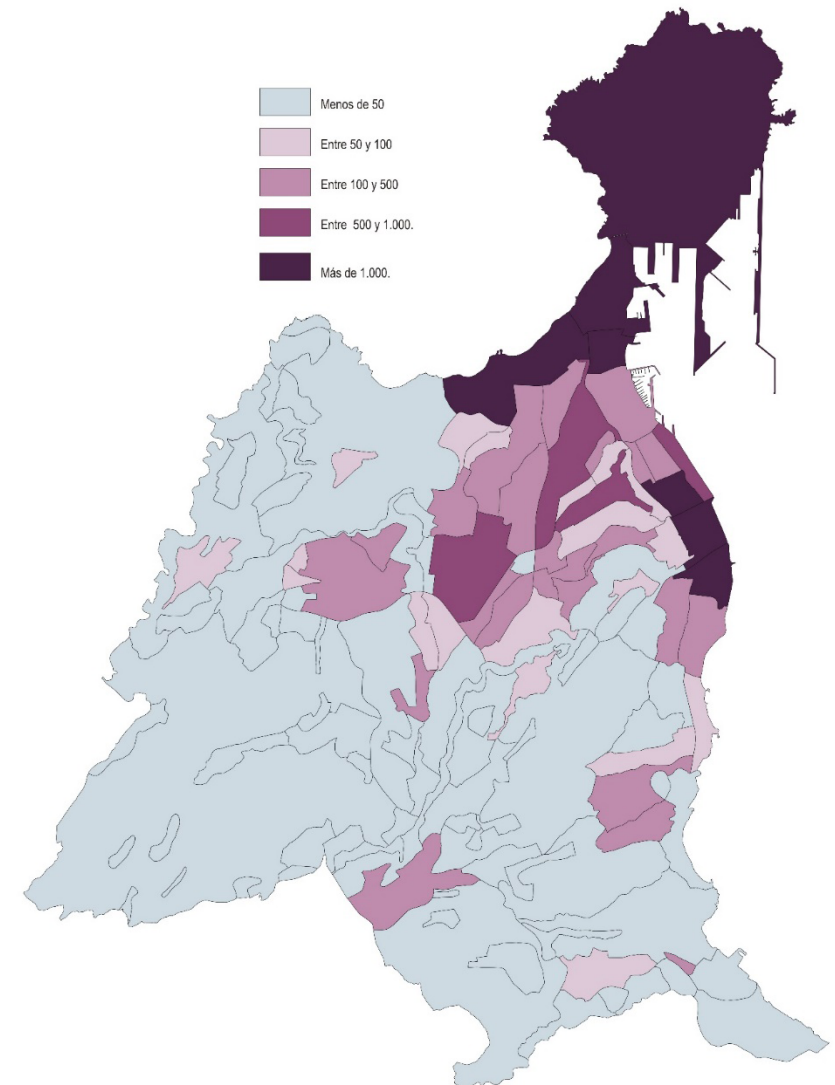 Menos de 50
Entre 50 y 100
Entre 100 y 500
Entre 500 y 1.000.
Más de 1.000.